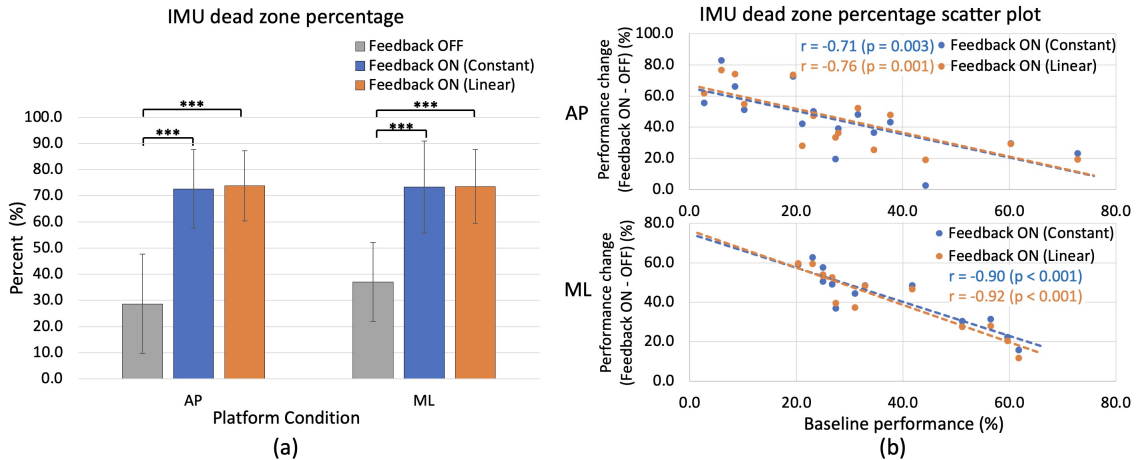 IMU dead zone percentage
Feedback OFF
Feedback ON (Constant)
Feedback ON (Linear)
***
***
***
***
100.0
90.0
80.0
70.0
60.0
50.0
40.0
30.0
20.0
10.0
0.0
Percent (%)
AP
ML
Platform Condition
(a)
IMU dead zone percentage scatter plot
AP
Performance change
(Feedback ON - OFF) (%)
100.0
80.0
60.0
40.0
20.0
0.0
r = -0.71 (p = 0.003)
Feedback ON (Constant)
r = -0.76 (p = 0.001)
Feedback ON (Linear)
0.0
20.0
40.0
60.0
80.0
ML
Performance change
(Feedback ON - OFF) (%)
80.0
60.0
40.0
20.0
0.0
Feedback ON (Constant)
Feedback ON (Linear)
r = -0.90 (p < 0.001)
r = -0.92 (p < 0.001)
0.0
20.0
40.0
60.0
80.0
Baseline performance (%)
(b)